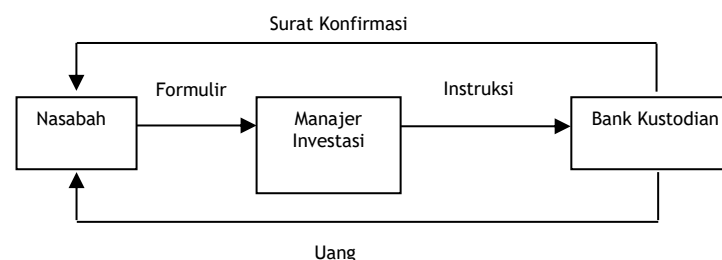 Surat Konfirmasi
Formulir
Instruksi
Nasabah
Manajer
Investasi
Bank Kustodian
Uang